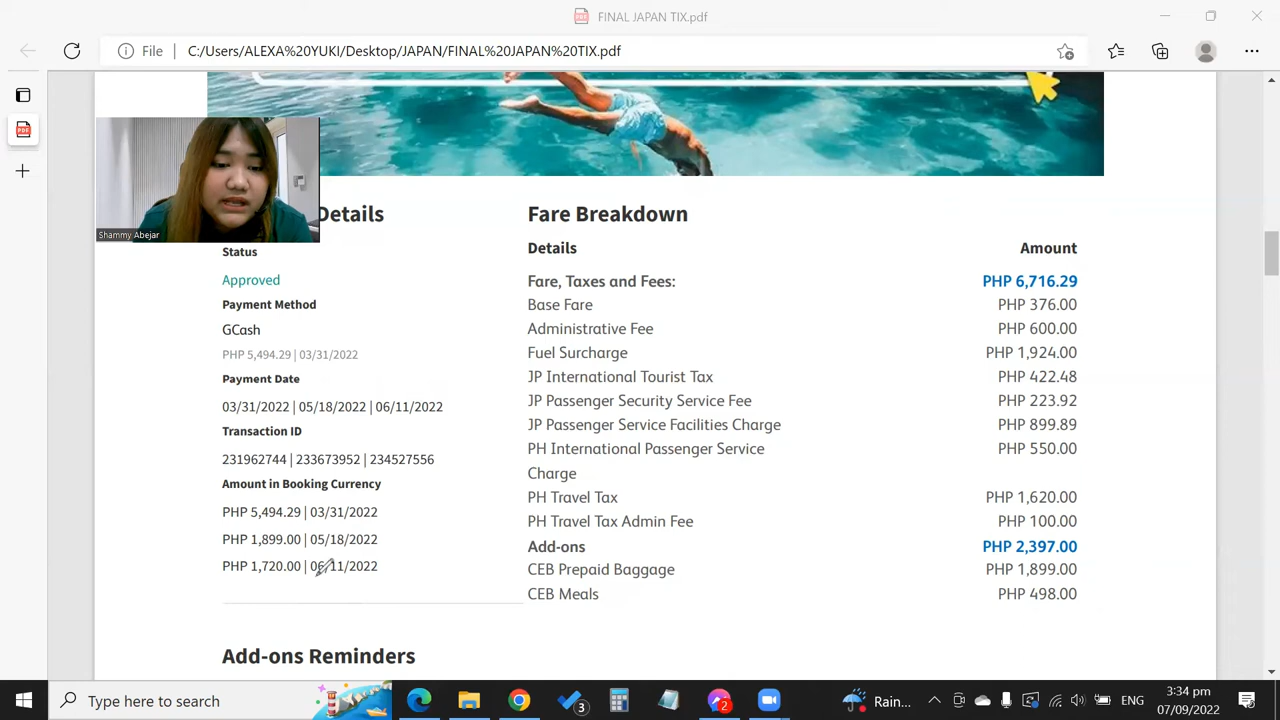 FINAL JAPAN TIX.pdf
File | C:/Users/ALEXA%20YUKI/Desktop/JAPAN/FINAL%20JAPAN%20TIX.pdf
Shammy Abejar
Details
Status
Approved
Payment Method
GCash
PHP 5,494.29 | 03/31/2022
Payment Date
03/31/2022 | 05/18/2022 | 06/11/2022
Transaction ID
231962744 | 233673952 | 234527556
Amount in Booking Currency
PHP 5,494.29 | 03/31/2022
PHP 1,899.00 | 05/18/2022
PHP 1,720.00 | 06/11/2022
Fare Breakdown
Details Amount
Fare, Taxes and Fees: PHP 6,716.29
Base Fare PHP 376.00
Administrative Fee PHP 600.00
Fuel Surcharge PHP 1,924.00
JP International Tourist Tax PHP 422.48
JP Passenger Security Service Fee PHP 223.92
JP Passenger Service Facilities Charge PHP 899.89
PH International Passenger Service PHP 550.00
Charge
PH Travel Tax PHP 1,620.00
PH Travel Tax Admin Fee PHP 100.00
Add-ons PHP 2,397.00
CEB Prepaid Baggage PHP 1,899.00
CEB Meals PHP 498.00
Add-ons Reminders
Type here to search
3
2
Rain...
ENG
3:34 pm
07/09/2022